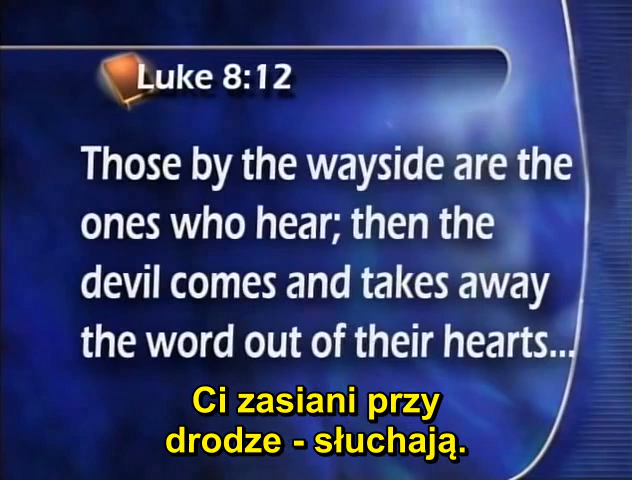 Luke 8:12
Those by the wayside are the
ones who hear; then the
devil comes and takes away
the word out of their hearts...
Ci zasiani przy
drodze - słuchają.